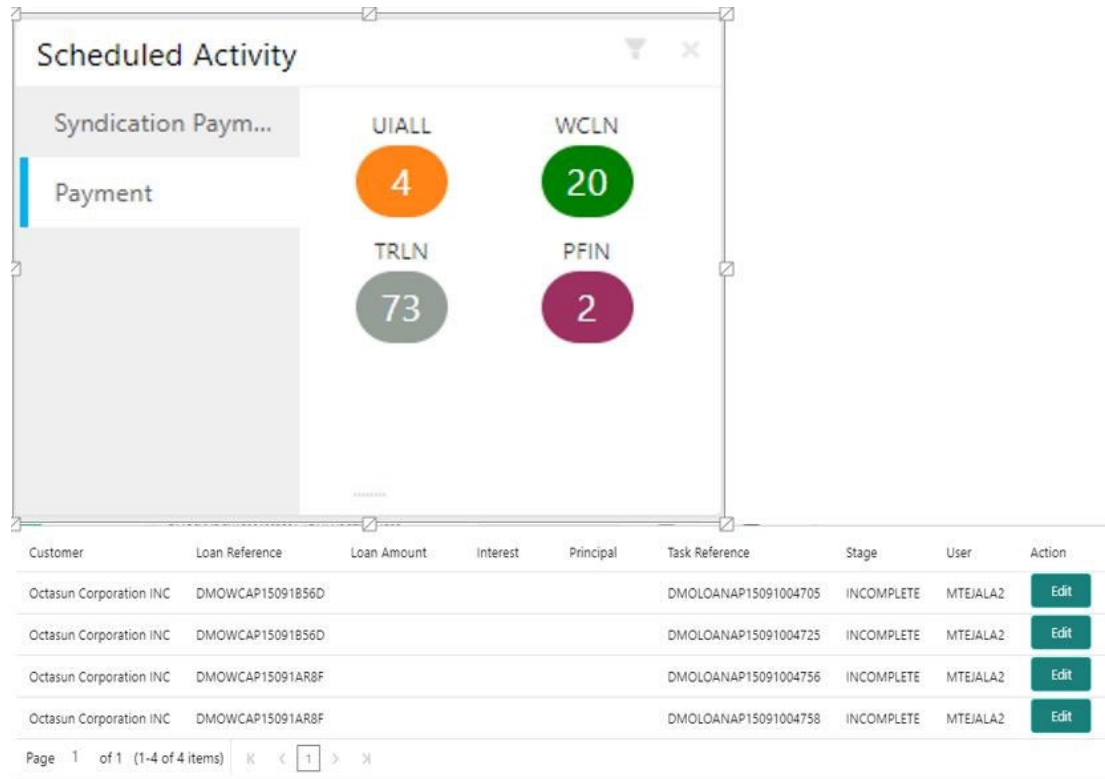 Scheduled Activity
Syndication Paym...
Payment
UIALL WCLN
4 20
TRLN PFIN
73 2
Customer Loan Reference Loan Amount Interest Principal Task Reference Stage User Action
Octasun Corporation INC DMOWCAP15091B56D DMOLOANAP15091004705 INCOMPLETE MTEJALA2 Edit
Octasun Corporation INC DMOWCAP15091B56D DMOLOANAP15091004725 INCOMPLETE MTEJALA2 Edit
Octasun Corporation INC DMOWCAP15091AR8F DMOLOANAP15091004756 INCOMPLETE MTEJALA2 Edit
Octasun Corporation INC DMOWCAP15091AR8F DMOLOANAP15091004758 INCOMPLETE MTEJALA2 Edit
Page 1 of 1 (1-4 of 4 items) 1